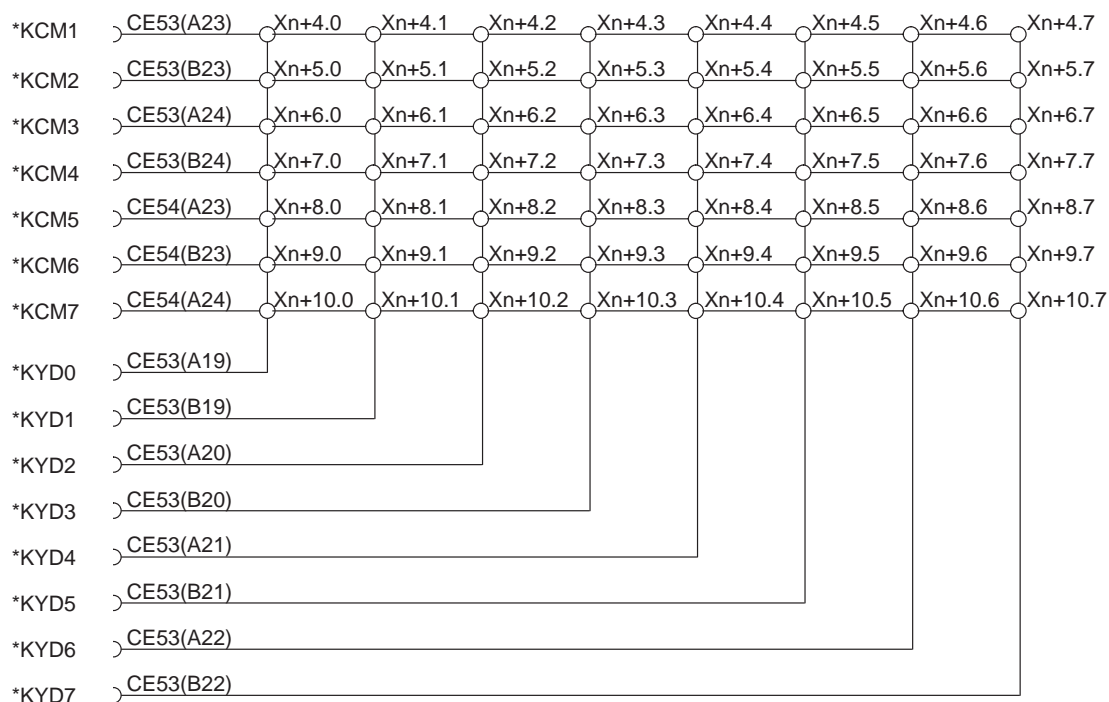 *KCM1 CE53(A23) Xn+4.0 Xn+4.1 Xn+4.2 Xn+4.3 Xn+4.4 Xn+4.5 Xn+4.6 Xn+4.7
*KCM2 CE53(B23) Xn+5.0 Xn+5.1 Xn+5.2 Xn+5.3 Xn+5.4 Xn+5.5 Xn+5.6 Xn+5.7
*KCM3 CE53(A24) Xn+6.0 Xn+6.1 Xn+6.2 Xn+6.3 Xn+6.4 Xn+6.5 Xn+6.6 Xn+6.7
*KCM4 CE53(B24) Xn+7.0 Xn+7.1 Xn+7.2 Xn+7.3 Xn+7.4 Xn+7.5 Xn+7.6 Xn+7.7
*KCM5 CE54(A23) Xn+8.0 Xn+8.1 Xn+8.2 Xn+8.3 Xn+8.4 Xn+8.5 Xn+8.6 Xn+8.7
*KCM6 CE54(B23) Xn+9.0 Xn+9.1 Xn+9.2 Xn+9.3 Xn+9.4 Xn+9.5 Xn+9.6 Xn+9.7
*KCM7 CE54(A24) Xn+10.0 Xn+10.1 Xn+10.2 Xn+10.3 Xn+10.4 Xn+10.5 Xn+10.6 Xn+10.7
*KYD0 CE53(A19)
*KYD1 CE53(B19)
*KYD2 CE53(A20)
*KYD3 CE53(B20)
*KYD4 CE53(A21)
*KYD5 CE53(B21)
*KYD6 CE53(A22)
*KYD7 CE53(B22)